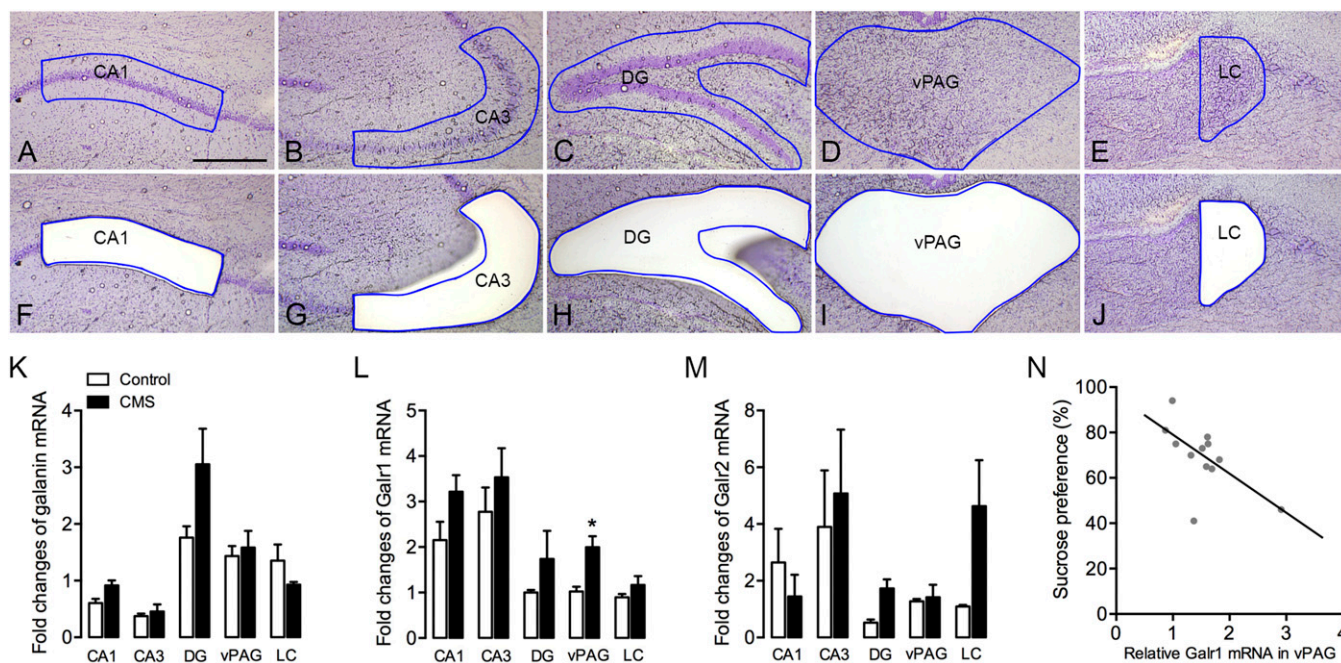 CA1
A
CA3
B
DG
C
vPAG
D
LC
E
CA1
F
CA3
G
DG
H
vPAG
I
LC
J
K
Control
CMS
Fold changes of galanin mRNA
4
3
2
1
0
CA1 CA3 DG vPAG LC
L
Fold changes of Galr1 mRNA
5
4
3
2
1
0
*
CA1 CA3 DG vPAG LC
M
Fold changes of Galr2 mRNA
8
6
4
2
0
CA1 CA3 DG vPAG LC
N
Sucrose preference (%)
100
80
60
40
20
0
0 1 2 3 4
Relative Galr1 mRNA in vPAG